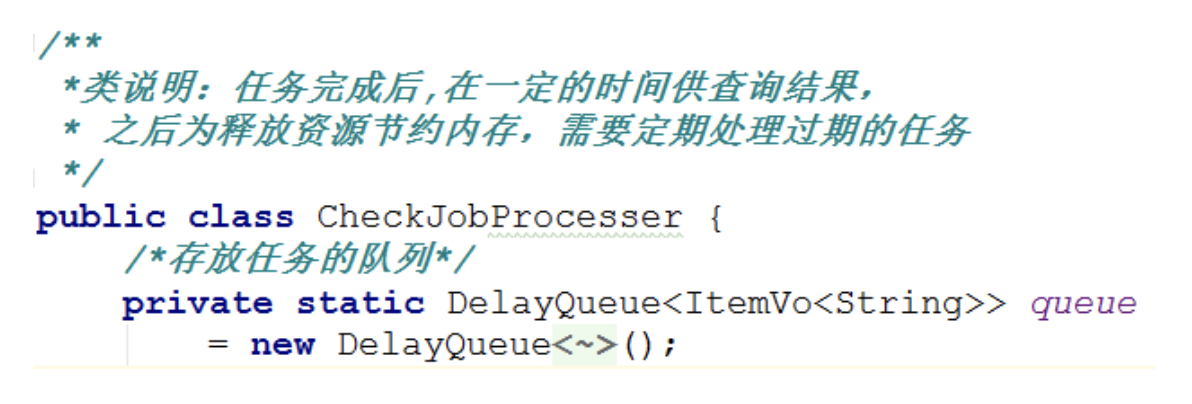 /**
 *类说明：任务完成后,在一定的时间供查询结果，
 * 之后为释放资源节约内存，需要定期处理过期的任务
 */
public class CheckJobProcesser {
    /*存放任务的队列*/
    private static DelayQueue<ItemVo<String>> queue
        = new DelayQueue<~>();